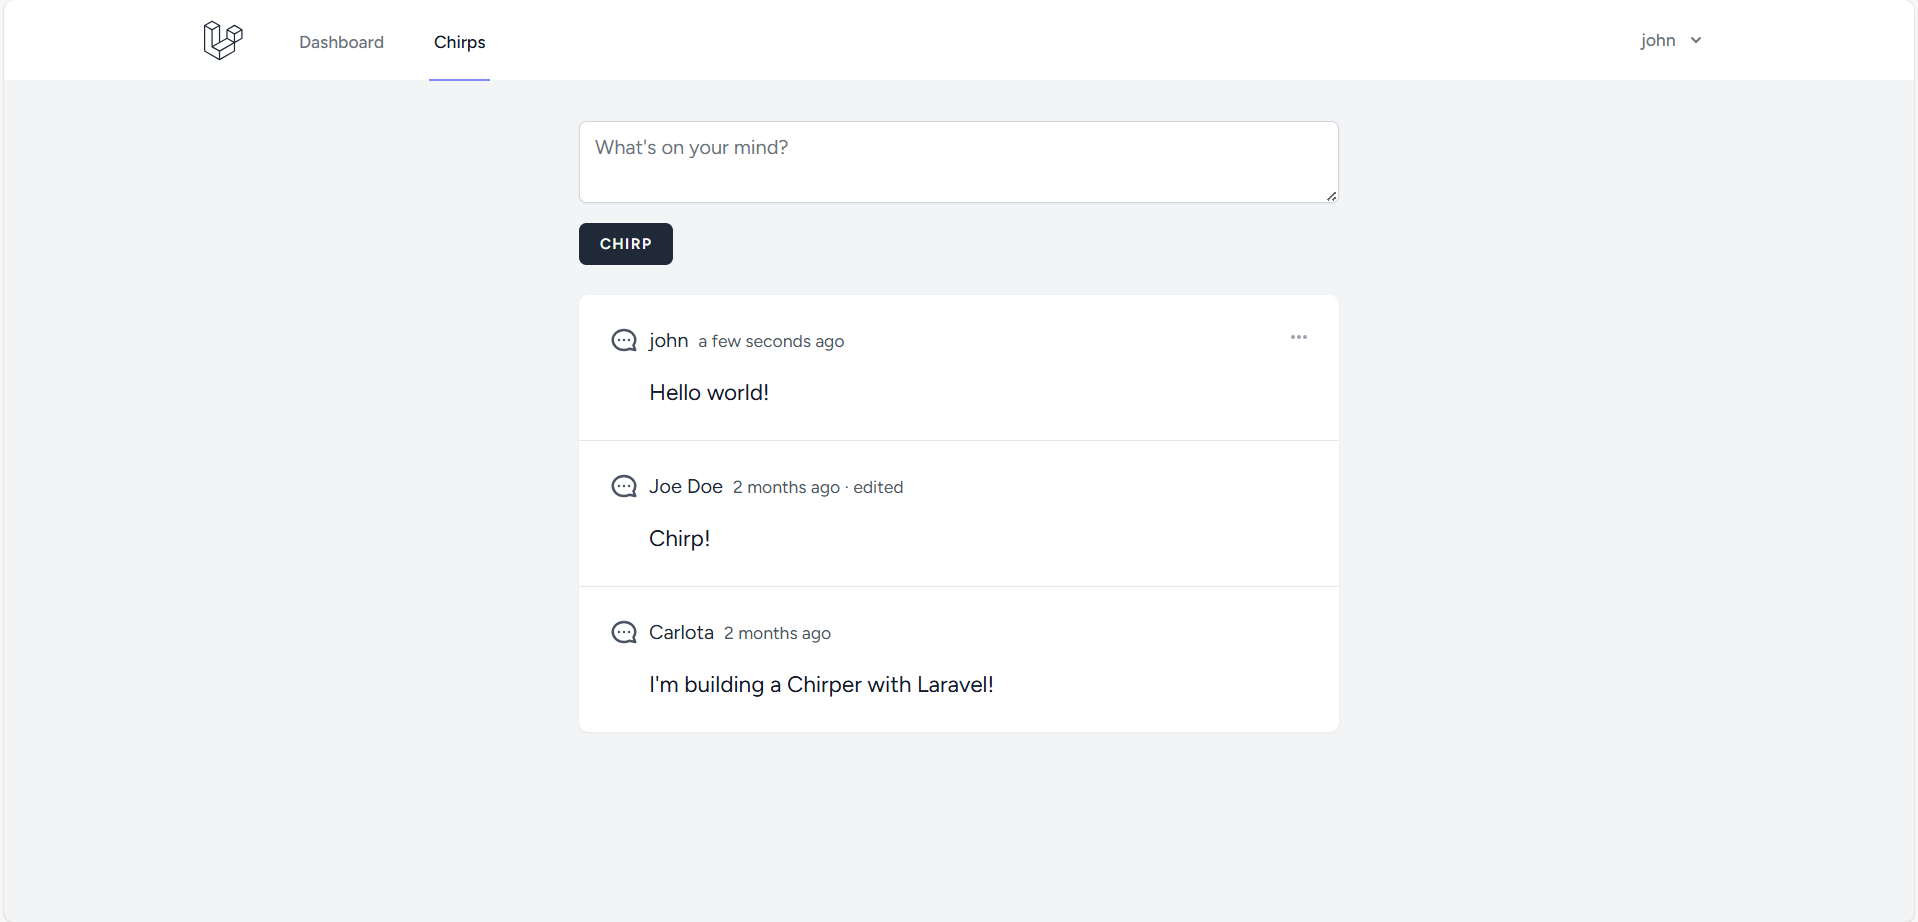 Dashboard Chirps john
What's on your mind?
CHIRP
john a few seconds ago
Hello world!
Joe Doe 2 months ago · edited
Chirp!
Carlota 2 months ago
I'm building a Chirper with Laravel!